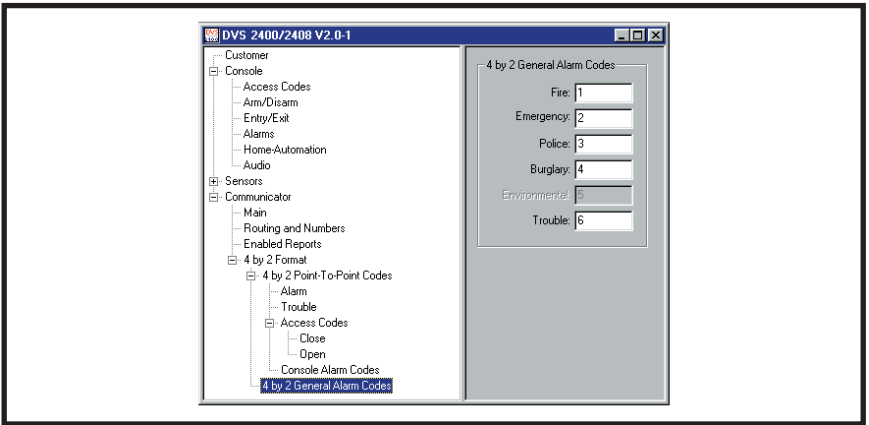 DVS 2400/2408 V2.0-1
Customer
Console
Access Codes
Arm/Disarm
Entry/Exit
Alarms
Home-Automation
Audio
Sensors
Communicator
Main
Routing and Numbers
Enabled Reports
4 by 2 Format
4 by 2 Point-To-Point Codes
Alarm
Trouble
Access Codes
Close
Open
Console Alarm Codes
4 by 2 General Alarm Codes
4 by 2 General Alarm Codes
Fire: 1
Emergency: 2
Police: 3
Burglary: 4
Environmental: 5
Trouble: 6